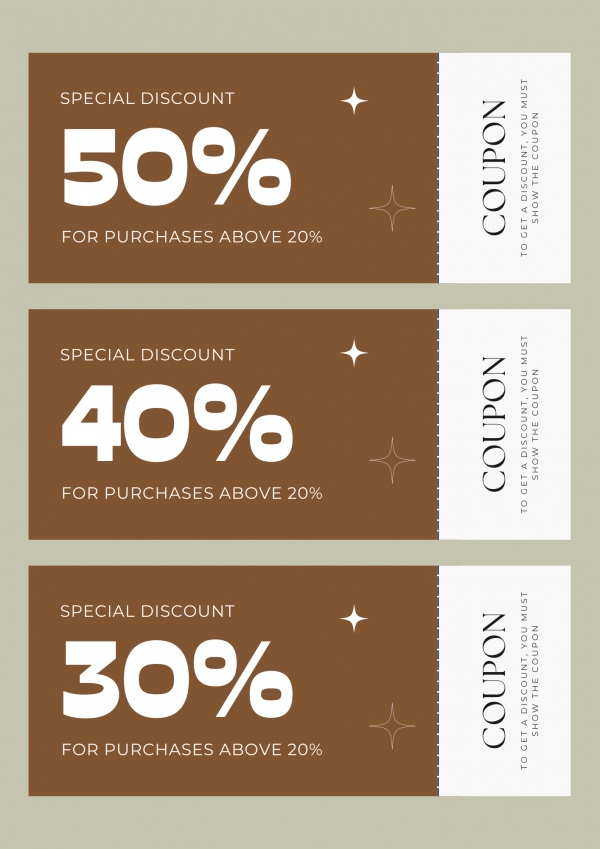 SPECIAL DISCOUNT
50%
FOR PURCHASES ABOVE 20%
COUPON
TO GET A DISCOUNT, YOU MUST
SHOW THE COUPON
SPECIAL DISCOUNT
40%
FOR PURCHASES ABOVE 20%
COUPON
TO GET A DISCOUNT, YOU MUST
SHOW THE COUPON
SPECIAL DISCOUNT
30%
FOR PURCHASES ABOVE 20%
COUPON
TO GET A DISCOUNT, YOU MUST
SHOW THE COUPON